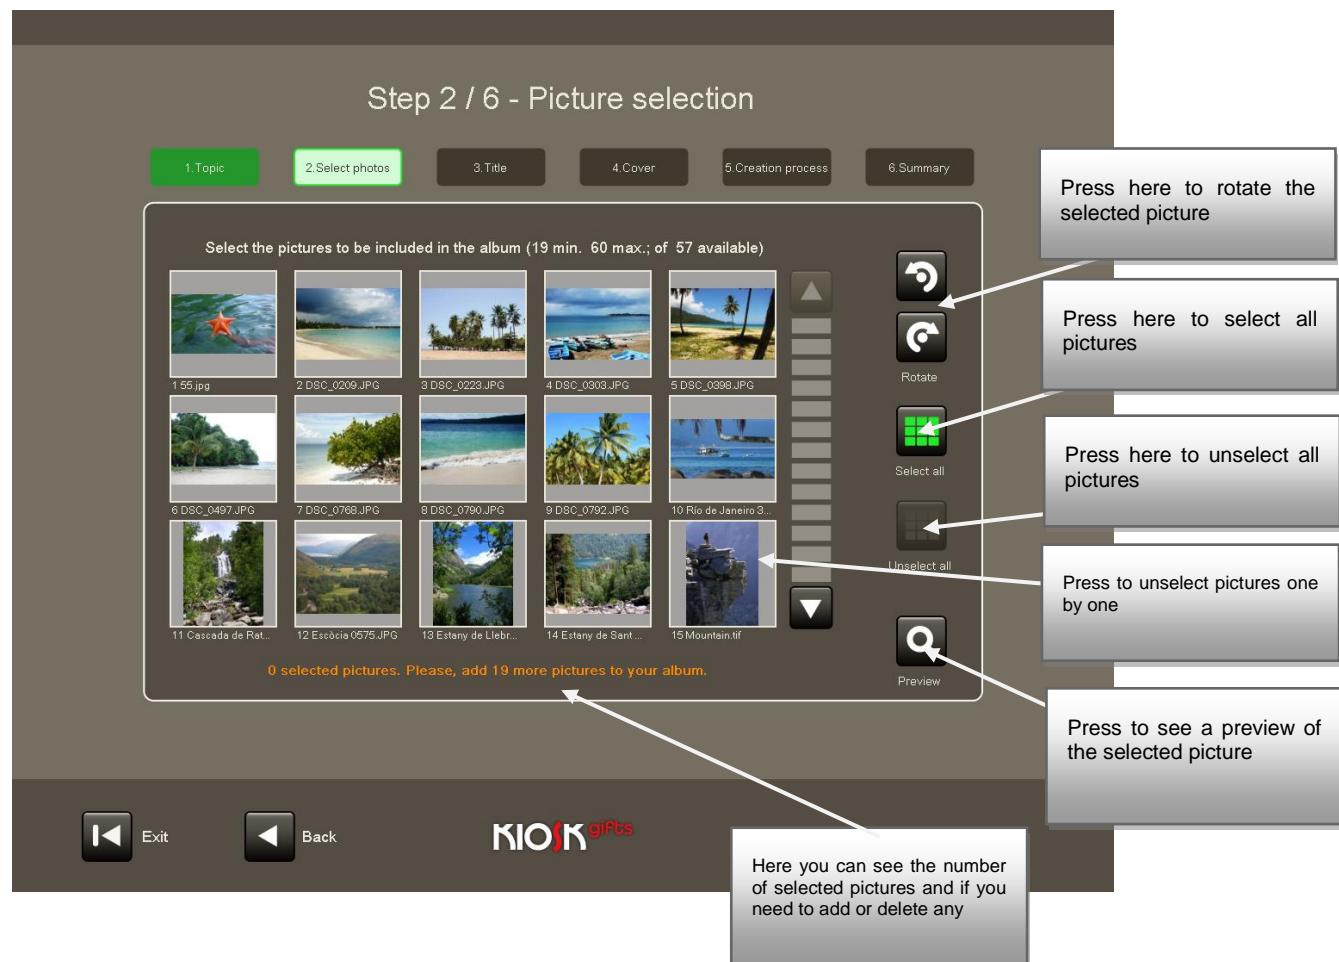 Step 2 / 6 - Picture selection
1.Topic
2.Select photos
3.Title
4.Cover
5.Creation process
6.Summary
Select the pictures to be included in the album (19 min. 60 max.; of 57 available)
1 55.jpg
2 DSC_0209.JPG
3 DSC_0223.JPG
4 DSC_0303.JPG
5 DSC_0398.JPG
6 DSC_0497.JPG
7 DSC_0768.JPG
8 DSC_0790.JPG
9 DSC_0792.JPG
10 Río de Janeiro 3...
11 Cascada de Rat...
12 Escòcia 0575.JPG
13 Estany de Llebr...
14 Estany de Sant ...
15 Mountain.tif
0 selected pictures. Please, add 19 more pictures to your album.
Rotate
Select all
Unselect all
Preview
Press here to rotate the
selected picture
Press here to select all
pictures
Press here to unselect all
pictures
Press to unselect pictures one
by one
Press to see a preview of
the selected picture
Exit
Back
KIOSK gifts
Here you can see the number
of selected pictures and if you
need to add or delete any